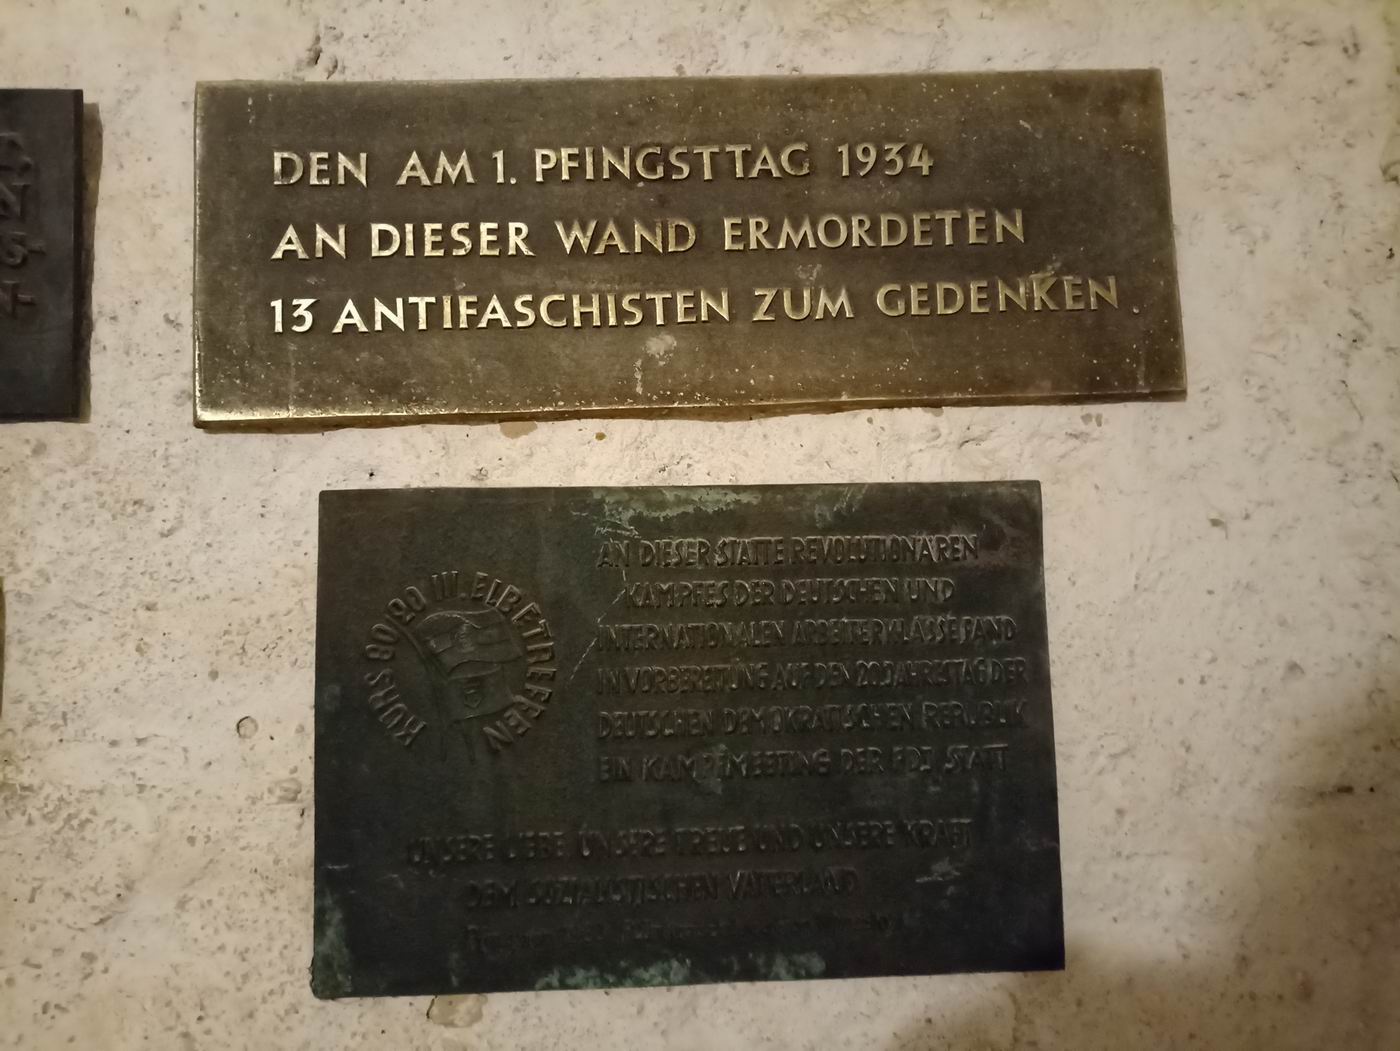 DEN AM 1. PFINGSTTAG 1934
AN DIESER WAND ERMORDETEN
13 ANTIFASCHISTEN ZUM GEDENKEN
KURS 80 20 III. ELBETREFFEN
AN DIESER STATTE REVOLUTIONÄREN
KAMPFES DER DEUTSCHEN UND
INTERNATIONALEN ARBEITERKLASSE FAND
IN VORBEREITUNG AUF DEN 20.JAHRESTAG DER
DEUTSCHEN DEMOKRATISCHEN REPUBLIK
EIN KAMPFMEETING DER FDJ STATT
UNSERE LIEBE UNSERE TREUE UND UNSERE KRAFT
DEM SOZIALISTISCHEN VATERLAND